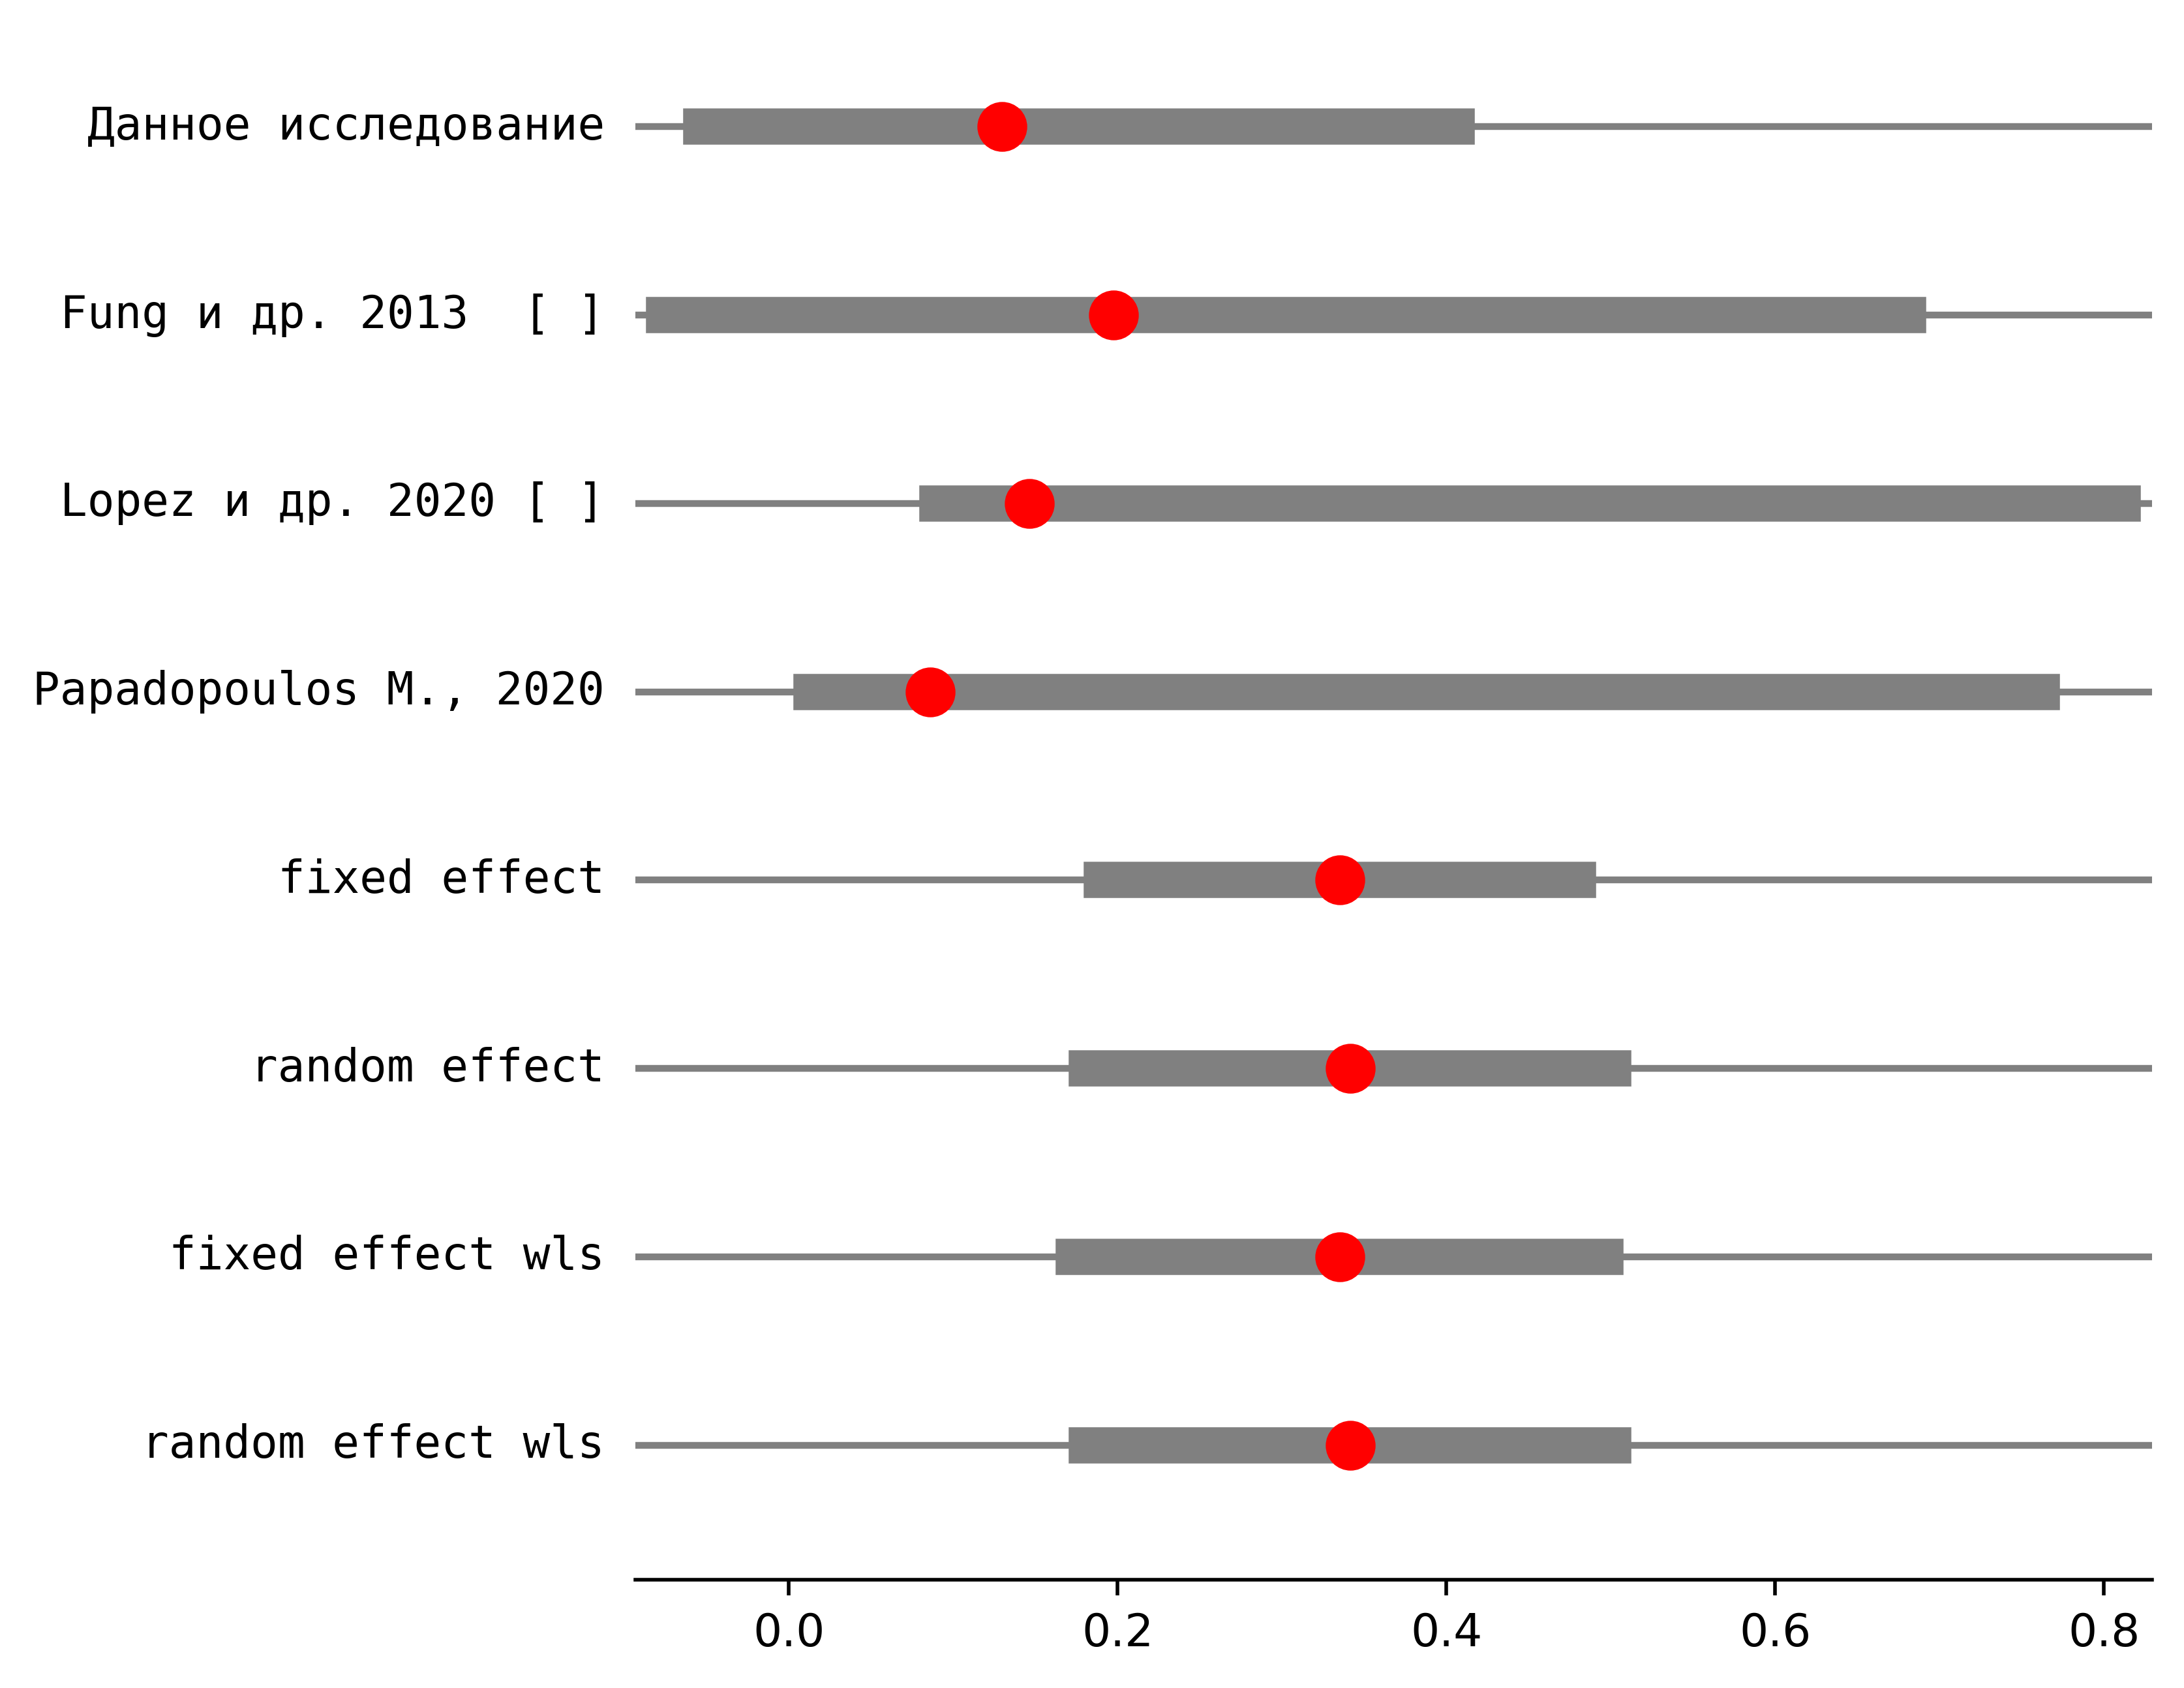 Данное исследование
Fung и др. 2013  [ ]
Lopez и др. 2020 [ ]
Papadopoulos M., 2020
fixed effect
random effect
fixed effect wls
random effect wls
0.0 0.2 0.4 0.6 0.8